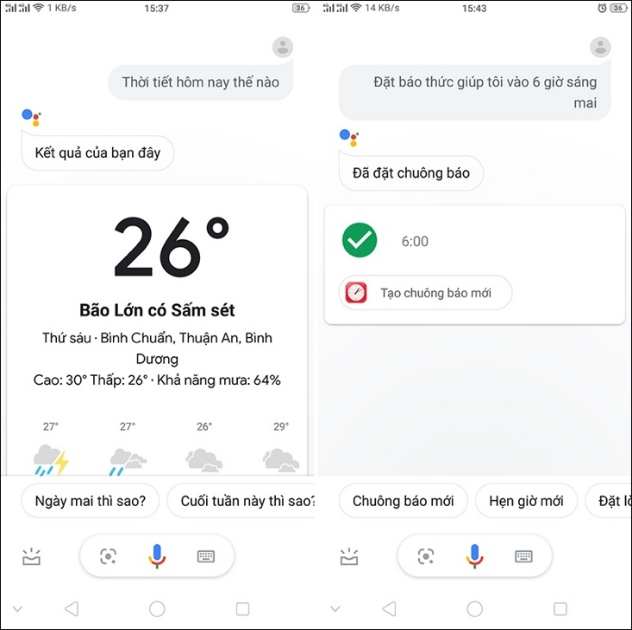 1 KB/s
15:37
36
Thời tiết hôm nay thế nào
Kết quả của bạn đây
26°
Bão Lớn có Sấm sét
Thứ sáu · Bình Chuẩn, Thuận An, Bình
Dương
Cao: 30° Thấp: 26° · Khả năng mưa: 64%
27°
27°
26°
29°
Ngày mai thì sao?
Cuối tuần này thì sao?
14 KB/s
15:43
36
Đặt báo thức giúp tôi vào 6 giờ sáng
mai
Đã đặt chuông báo
6:00
Tạo chuông báo mới
Chuông báo mới
Hẹn giờ mới
Đặt lờ